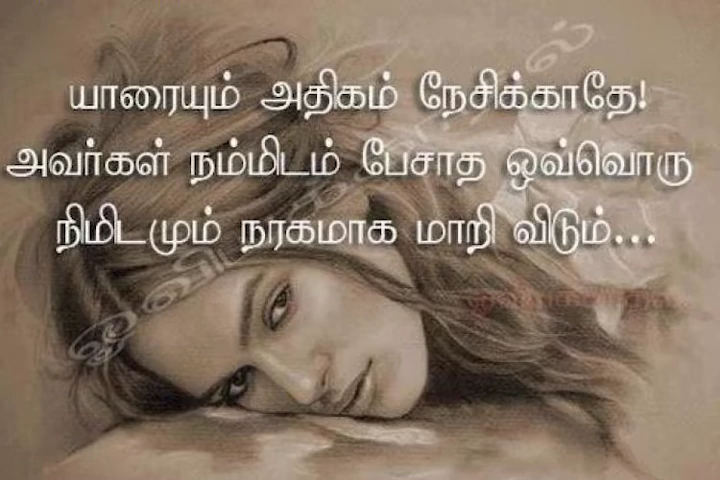 யாரையும் அதிகம் நேசிக்காதே!
அவர்கள் நம்மிடம் பேசாத ஒவ்வொரு
நிமிடமும் நரகமாக மாறி விடும்...